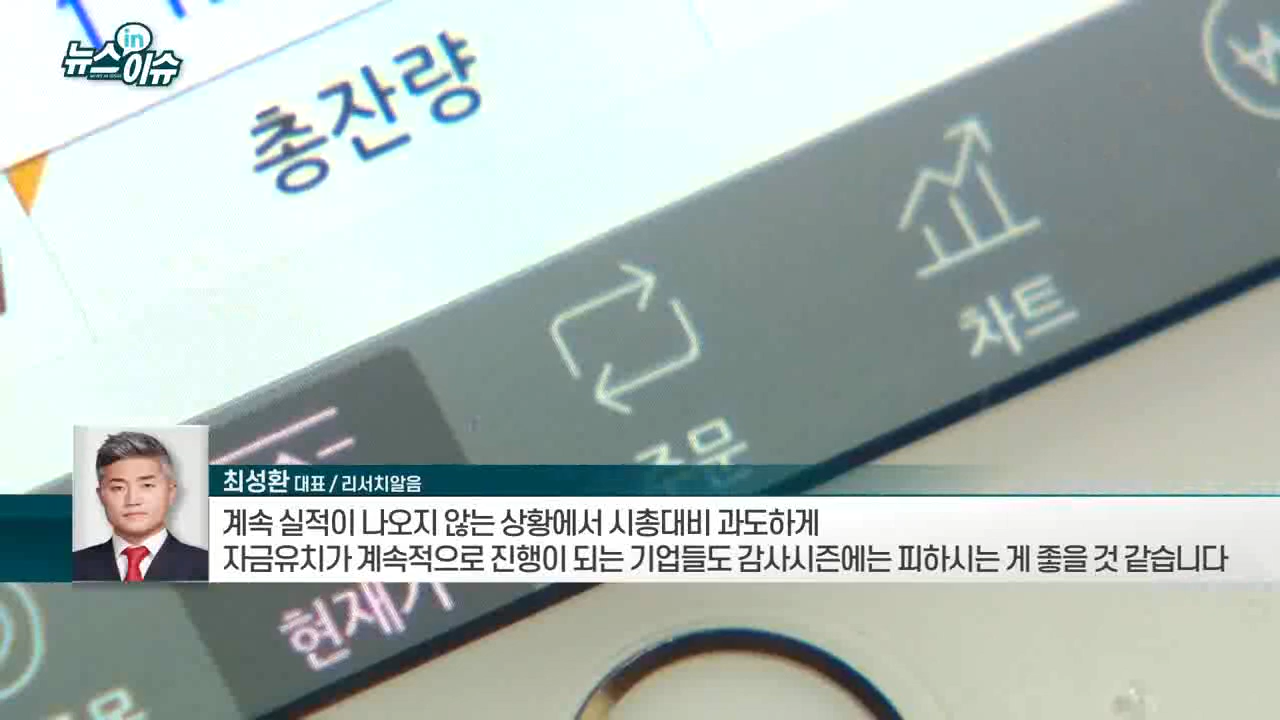 뉴스in이슈
총잔량
차트
주문
현재가
최성환 대표 / 리서치알음
계속 실적이 나오지 않는 상황에서 시총대비 과도하게
자금유치가 계속적으로 진행이 되는 기업들도 감사시즌에는 피하시는 게 좋을 것 같습니다